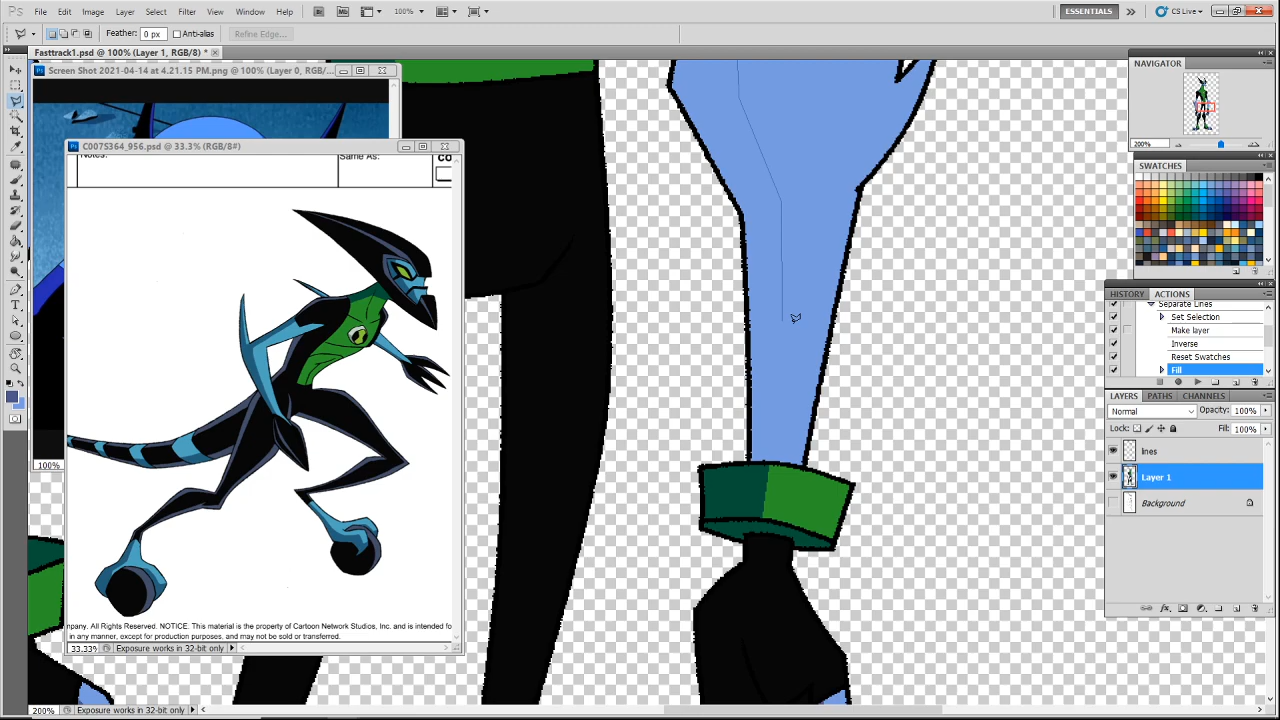 Ps File Edit Image Layer Select Filter Analysis 3D View Window Help Br Mb 100% ESSENTIALS CS Live
Feather: 0 px Anti-alias Refine Edge...
Fasttrack1.psd @ 100% (Layer 1, RGB/8) *
Screen Shot 2021-04-14 at 4.21.15 PM.png @ 100% (Layer 0, RGB/...
C007S364_956.psd @ 33.3% (RGB/8#)
Notes:
Same As:
NAVIGATOR
200%
SWATCHES
HISTORY ACTIONS
Separate Lines
Set Selection
Make layer
Inverse
Reset Swatches
Fill
LAYERS PATHS CHANNELS
Normal Opacity: 100%
Lock: Fill: 100%
lines
Layer 1
Background
100%
mpany. All Rights Reserved. NOTICE. This material is the property of Cartoon Network Studios, Inc. and is intended fo
in any manner, except for production purposes, and may not be sold or transferred.
33.33% Exposure works in 32-bit only
200% Exposure works in 32-bit only